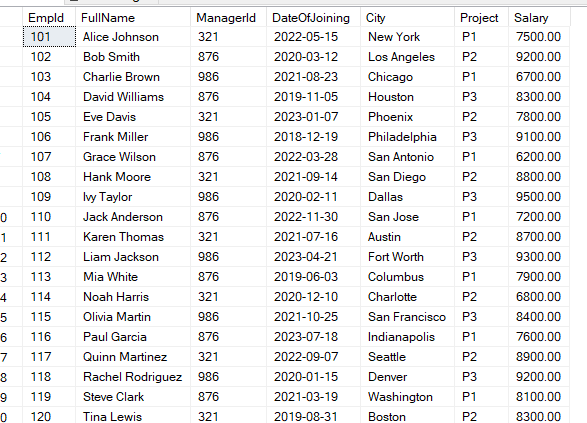 EmpId FullName ManagerId DateOfJoining City Project Salary
101 Alice Johnson 321 2022-05-15 New York P1 7500.00
102 Bob Smith 876 2020-03-12 Los Angeles P2 9200.00
103 Charlie Brown 986 2021-08-23 Chicago P1 6700.00
104 David Williams 876 2019-11-05 Houston P3 8300.00
105 Eve Davis 321 2023-01-07 Phoenix P2 7800.00
106 Frank Miller 986 2018-12-19 Philadelphia P3 9100.00
107 Grace Wilson 876 2022-03-28 San Antonio P1 6200.00
108 Hank Moore 321 2021-09-14 San Diego P2 8800.00
109 Ivy Taylor 986 2020-02-11 Dallas P3 9500.00
0 110 Jack Anderson 876 2022-11-30 San Jose P1 7200.00
1 111 Karen Thomas 321 2021-07-16 Austin P2 8700.00
2 112 Liam Jackson 986 2023-04-21 Fort Worth P3 9300.00
3 113 Mia White 876 2019-06-03 Columbus P1 7900.00
4 114 Noah Harris 321 2020-12-10 Charlotte P2 6800.00
5 115 Olivia Martin 986 2021-10-25 San Francisco P3 8400.00
6 116 Paul Garcia 876 2023-07-18 Indianapolis P1 7600.00
7 117 Quinn Martinez 321 2022-09-07 Seattle P2 8900.00
8 118 Rachel Rodriguez 986 2020-01-15 Denver P3 9200.00
9 119 Steve Clark 876 2021-03-19 Washington P1 8100.00
0 120 Tina Lewis 321 2019-08-31 Boston P2 8300.00